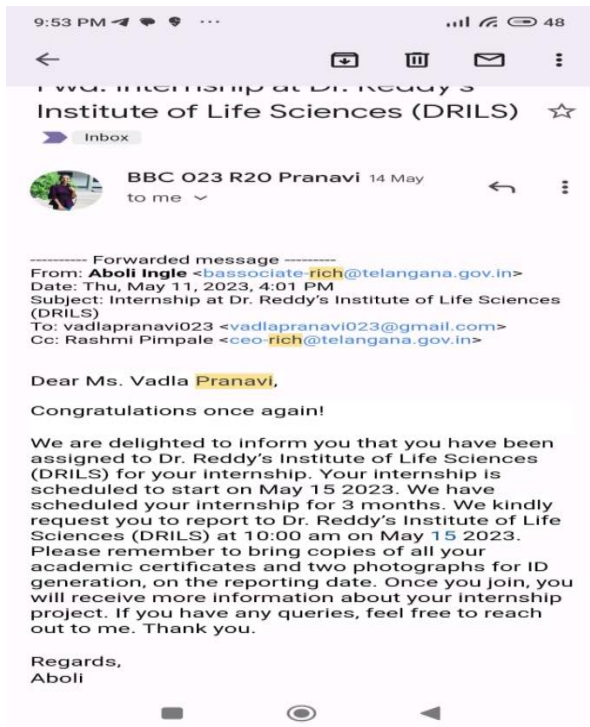 9:53 PM ... 48
Fwd: Internship at Dr. Reddy's
Institute of Life Sciences (DRILS)
Inbox
BBC 023 R20 Pranavi 14 May
to me
---------- Forwarded message ---------
From: Aboli Ingle <bassociate-rich@telangana.gov.in>
Date: Thu, May 11, 2023, 4:01 PM
Subject: Internship at Dr. Reddy's Institute of Life Sciences
(DRILS)
To: vadlapranavi023 <vadlapranavi023@gmail.com>
Cc: Rashmi Pimpale <ceo-rich@telangana.gov.in>
Dear Ms. Vadla Pranavi,
Congratulations once again!
We are delighted to inform you that you have been
assigned to Dr. Reddy's Institute of Life Sciences
(DRILS) for your internship. Your internship is
scheduled to start on May 15 2023. We have
scheduled your internship for 3 months. We kindly
request you to report to Dr. Reddy's Institute of Life
Sciences (DRILS) at 10:00 am on May 15 2023.
Please remember to bring copies of all your
academic certificates and two photographs for ID
generation, on the reporting date. Once you join, you
will receive more information about your internship
project. If you have any queries, feel free to reach
out to me. Thank you.
Regards,
Aboli